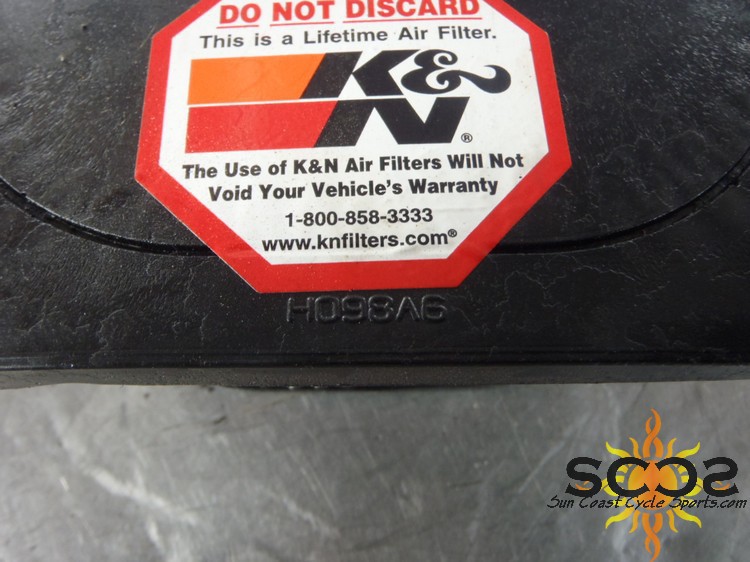 DO NOT DISCARD
This is a Lifetime Air Filter.
K&
N®
The Use of K&N Air Filters Will Not
Void Your Vehicle's Warranty
1-800-858-3333
www.knfilters.com®
H098A6
SCCS
Sun Coast Cycle Sports.com